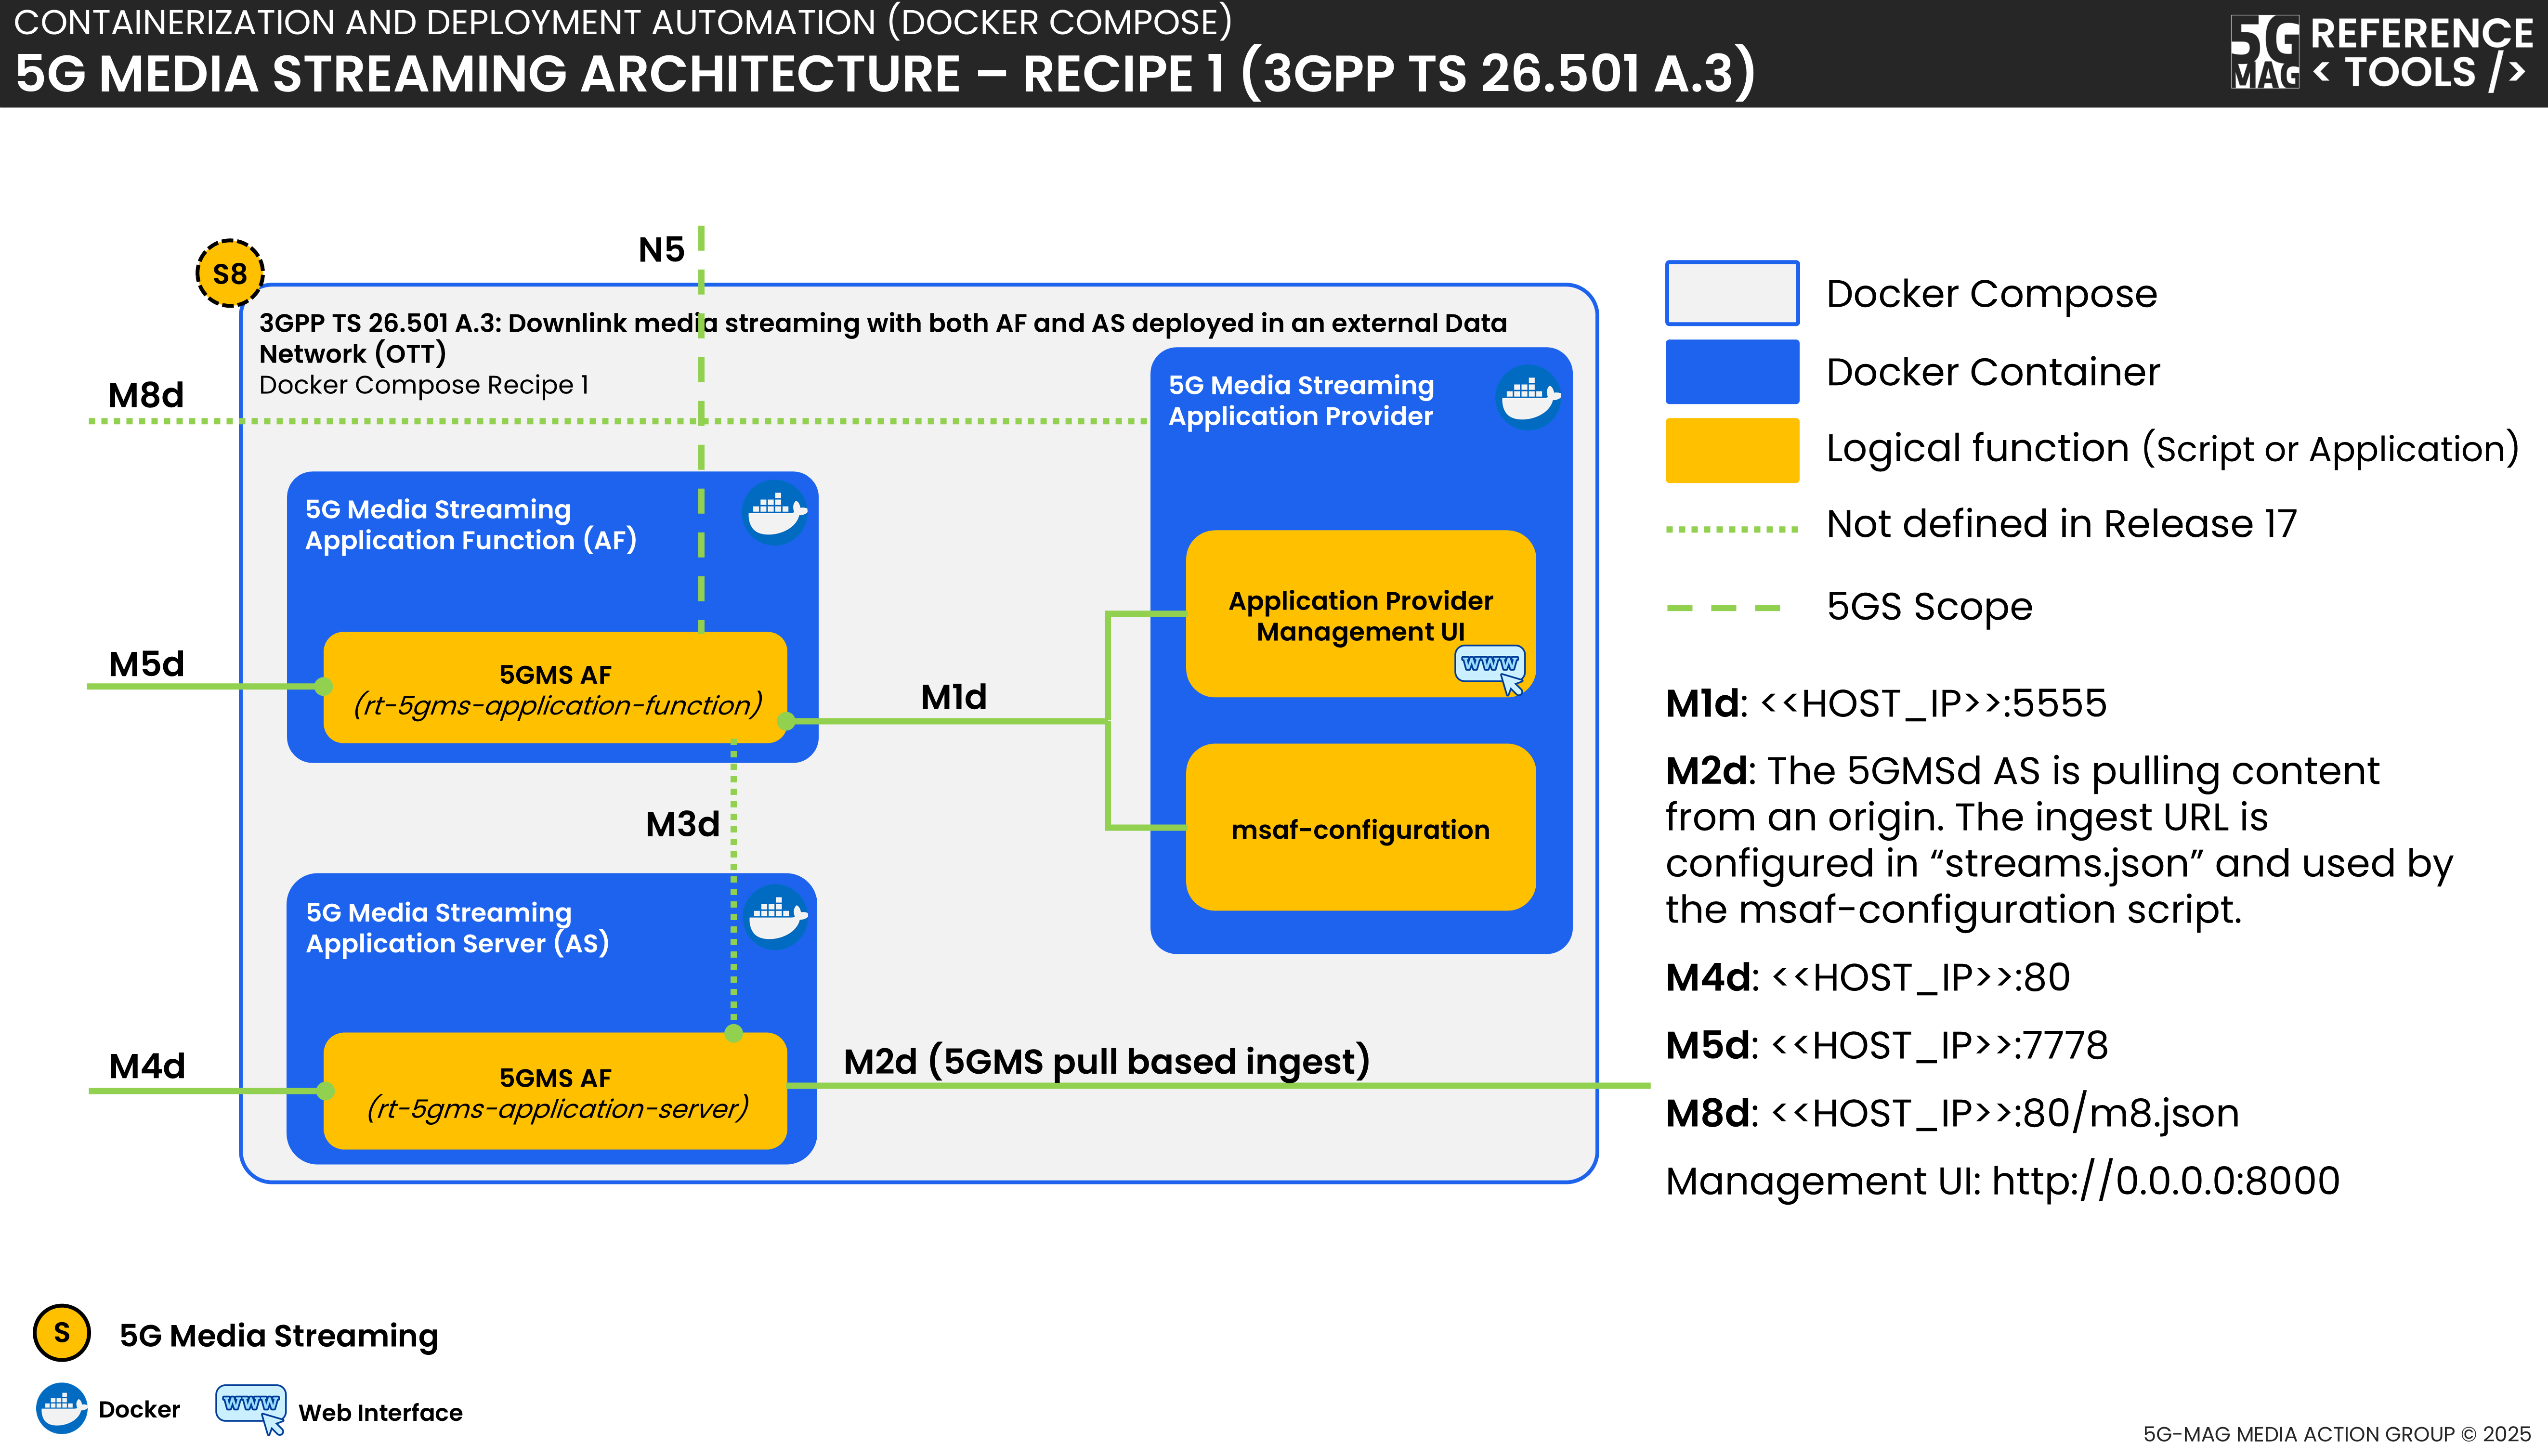 CONTAINERIZATION AND DEPLOYMENT AUTOMATION (DOCKER COMPOSE)
5G MEDIA STREAMING ARCHITECTURE – RECIPE 1 (3GPP TS 26.501 A.3)
5G MAG
REFERENCE
< TOOLS />
N5
S8
3GPP TS 26.501 A.3: Downlink media streaming with both AF and AS deployed in an external Data
Network (OTT)
Docker Compose Recipe 1
M8d
5G Media Streaming
Application Provider
5G Media Streaming
Application Function (AF)
Application Provider
Management UI
www
M5d
5GMS AF
(rt-5gms-application-function)
M1d
M3d
msaf-configuration
5G Media Streaming
Application Server (AS)
M4d
5GMS AF
(rt-5gms-application-server)
M2d (5GMS pull based ingest)
Docker Compose
Docker Container
Logical function (Script or Application)
Not defined in Release 17
5GS Scope
M1d: <<HOST_IP>>:5555
M2d: The 5GMSd AS is pulling content
from an origin. The ingest URL is
configured in “streams.json” and used by
the msaf-configuration script.
M4d: <<HOST_IP>>:80
M5d: <<HOST_IP>>:7778
M8d: <<HOST_IP>>:80/m8.json
Management UI: http://0.0.0.0:8000
S
5G Media Streaming
Docker
www
Web Interface
5G-MAG MEDIA ACTION GROUP © 2025